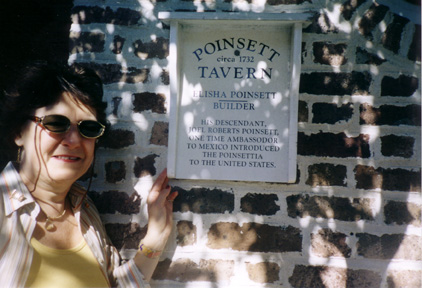 POINSETT
circa 1732
TAVERN
ELISHA POINSETT
BUILDER
HIS DESCENDANT,
JOEL ROBERTS POINSETT,
ONE TIME AMBASSADOR
TO MEXICO INTRODUCED
THE POINSETTIA
TO THE UNITED STATES.